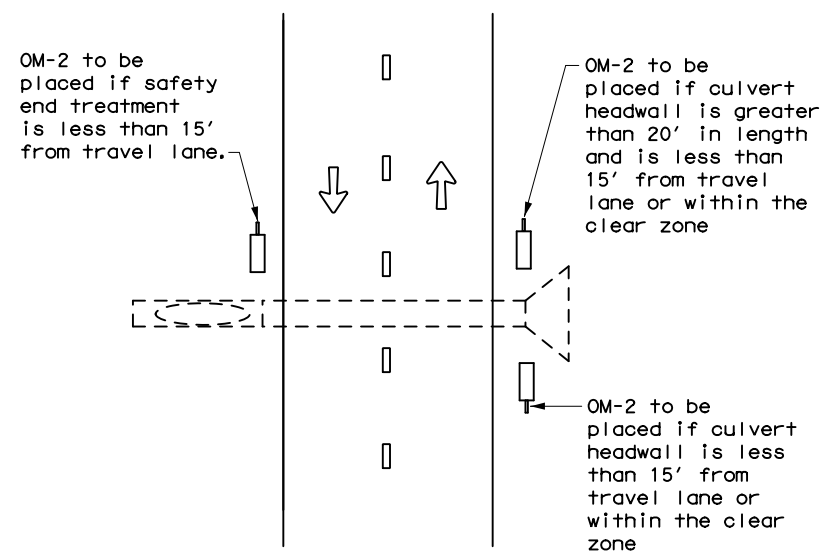 OM-2 to be
placed if safety
end treatment
is less than 15'
from travel lane.
OM-2 to be
placed if culvert
headwall is greater
than 20' in length
and is less than
15' from travel
lane or within the
clear zone
OM-2 to be
placed if culvert
headwall is less
than 15' from
travel lane or
within the clear
zone